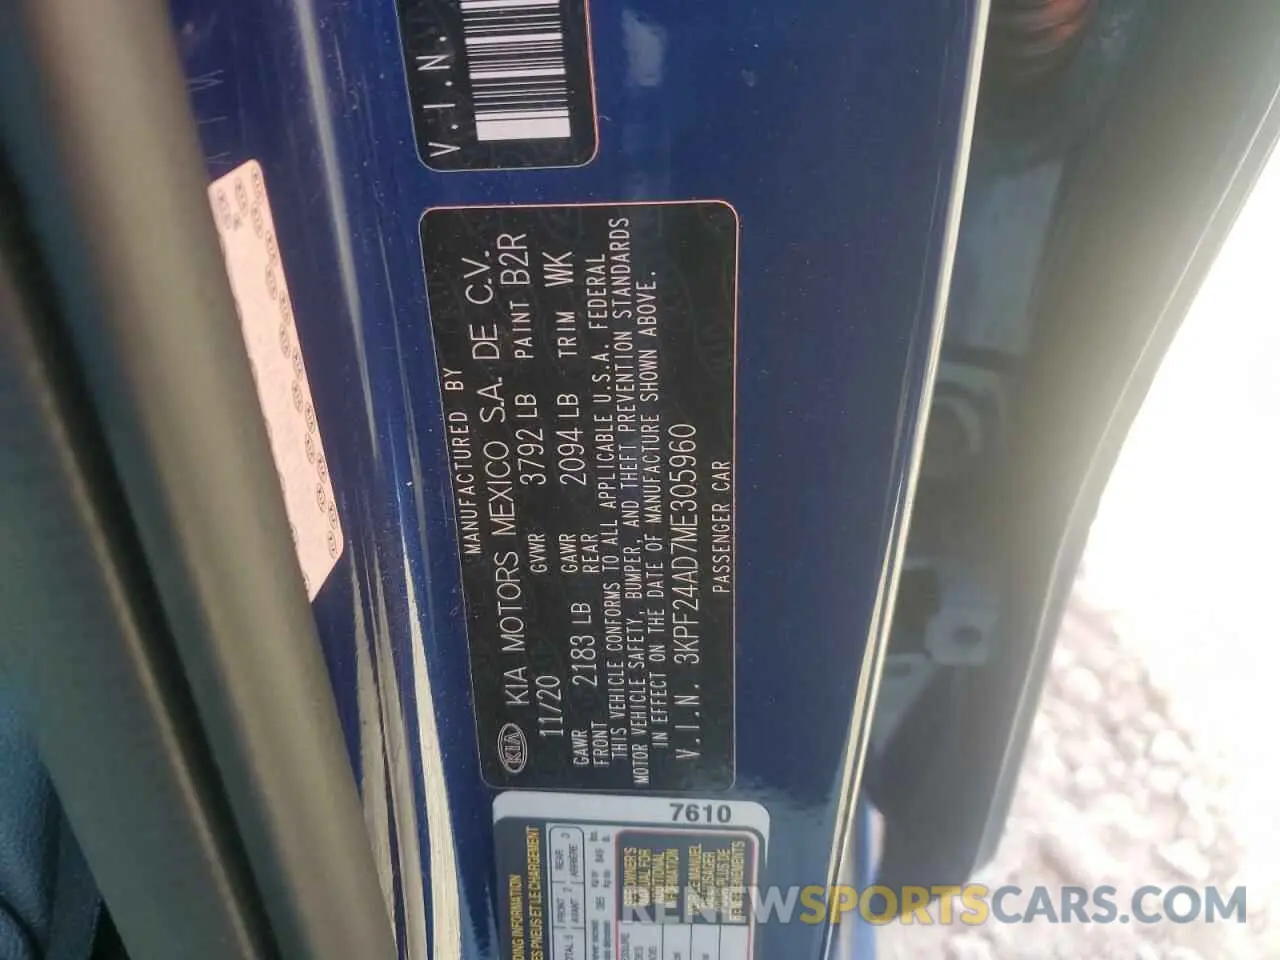 V.I.N.
MANUFACTURED BY
KIA KIA MOTORS MEXICO S.A. DE C.V.
11/20 GVWR 3792 LB PAINT B2R
GAWR FRONT 2183 LB GAWR REAR 2094 LB TRIM WK
THIS VEHICLE CONFORMS TO ALL APPLICABLE U.S.A. FEDERAL
MOTOR VEHICLE SAFETY, BUMPER, AND THEFT PREVENTION STANDARDS
IN EFFECT ON THE DATE OF MANUFACTURE SHOWN ABOVE.
V.I.N. 3KPF24AD7ME305960
PASSENGER CAR
7610
RENEWSPORTSCARS.COM